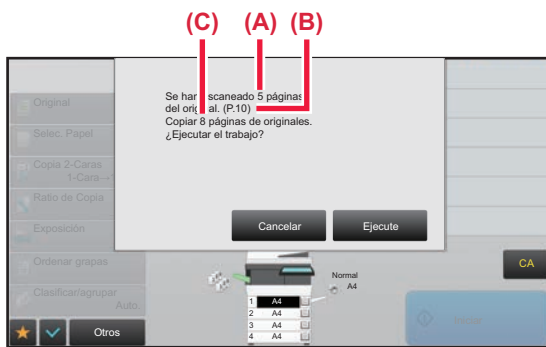 (C) (A) (B)
Se han escaneado 5 páginas
del original. (P.10)
Copiar 8 páginas de originales.
¿Ejecutar el trabajo?
Cancelar
Ejecute
Original
Selec. Papel
Copia 2-Caras
1-Cara→
Ratio de Copia
Exposición
Ordenar grapas
Clasificar/agrupar
Auto.
Otros
Normal
A4
1 A4
2 A4
3 A4
4 A4
CA
Iniciar